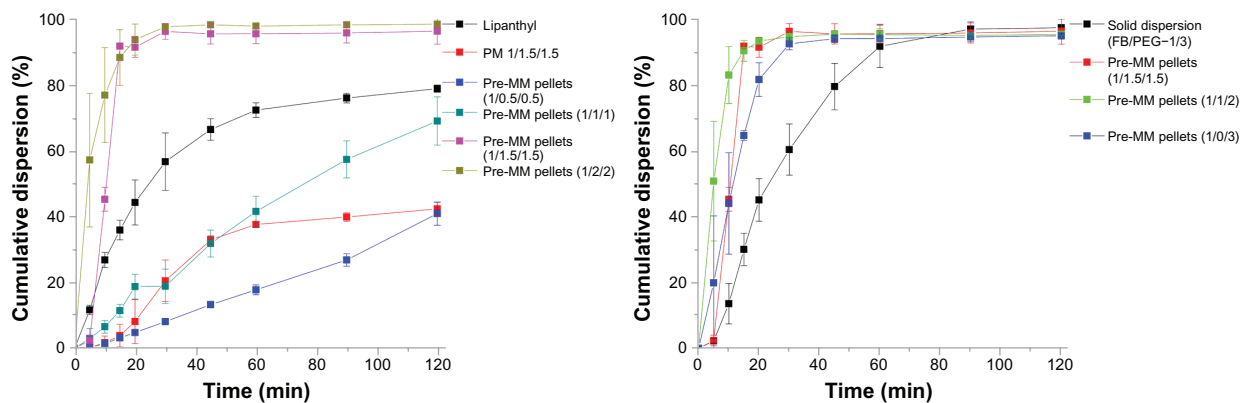 100
80
60
40
20
0
Cumulative dispersion (%)
0
20
40
60
80
100
120
Time (min)
Lipanthyl
PM 1/1.5/1.5
Pre-MM pellets
(1/0.5/0.5)
Pre-MM pellets (1/1/1)
Pre-MM pellets
(1/1.5/1.5)
Pre-MM pellets (1/2/2)
100
80
60
40
20
0
Cumulative dispersion (%)
0
20
40
60
80
100
120
Time (min)
Solid dispersion
(FB/PEG−1/3)
Pre-MM pellets
(1/1.5/1.5)
Pre-MM pellets (1/1/2)
Pre-MM pellets (1/0/3)